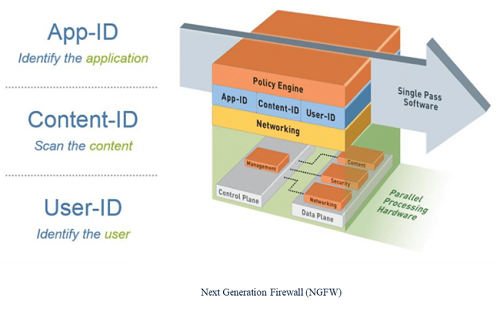 App-ID
Identify the application
Content-ID
Scan the content
User-ID
Identify the user
Policy Engine
App-ID Content-ID User-ID
Networking
Single Pass
Software
Management
Control Plane
Content
Security
Networking
Data Plane
Parallel
Processing
Hardware
Next Generation Firewall (NGFW)